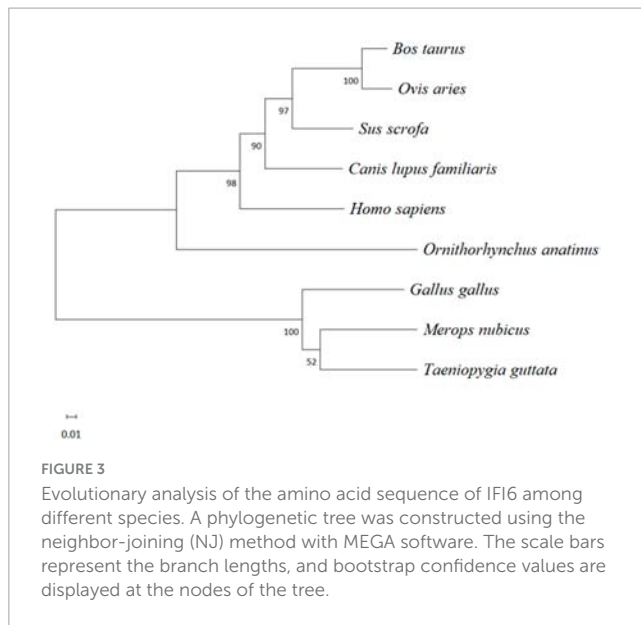 Bos taurus
100
Ovis aries
97
Sus scrofa
90
Canis lupus familiaris
98
Homo sapiens
Ornithorhynchus anatinus
Gallus gallus
100
Merops nubicus
52
Taeniopygia guttata
0.01
FIGURE 3
Evolutionary analysis of the amino acid sequence of IFI6 among
different species. A phylogenetic tree was constructed using the
neighbor-joining (NJ) method with MEGA software. The scale bars
represent the branch lengths, and bootstrap confidence values are
displayed at the nodes of the tree.